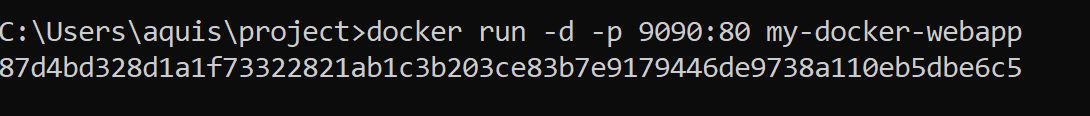 C:\Users\aquis\project>docker run -d -p 9090:80 my-docker-webapp
87d4bd328d1a1f73322821ab1c3b203ce83b7e9179446de9738a110eb5dbe6c5